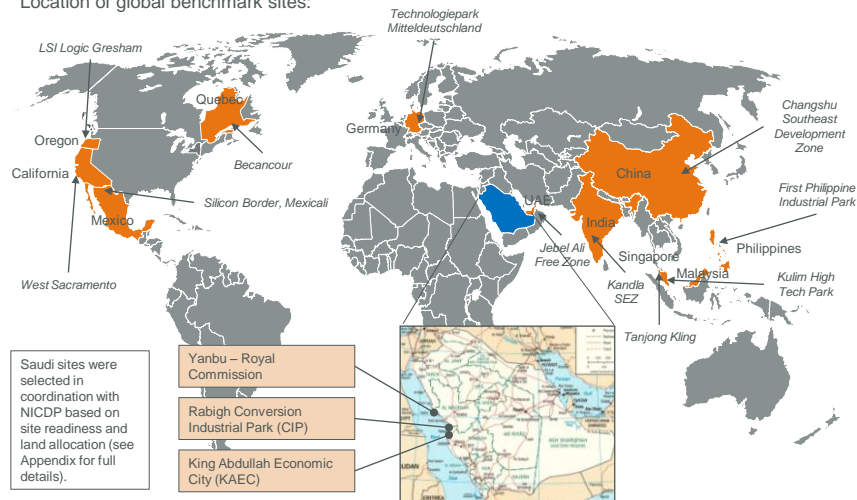 Location of global benchmark sites:
Technologiepark
Mitteldeutschland
LSI Logic Gresham
Quebec
Germany
Changshu
Southeast
Development
Zone
Oregon
California
Becancour
China
First Philippine
Industrial Park
Silicon Border, Mexicali
Mexico
UAE
India
Jebel Ali
Free Zone
Singapore
Philippines
Malaysia
West Sacramento
Kandla
SEZ
Kulim High
Tech Park
Tanjong Kling
Saudi sites were
selected in
coordination with
NICDP based on
site readiness and
land allocation (see
Appendix for full
details).
Yanbu – Royal
Commission
Rabigh Conversion
Industrial Park (CIP)
King Abdullah Economic
City (KAEC)
ERITREA